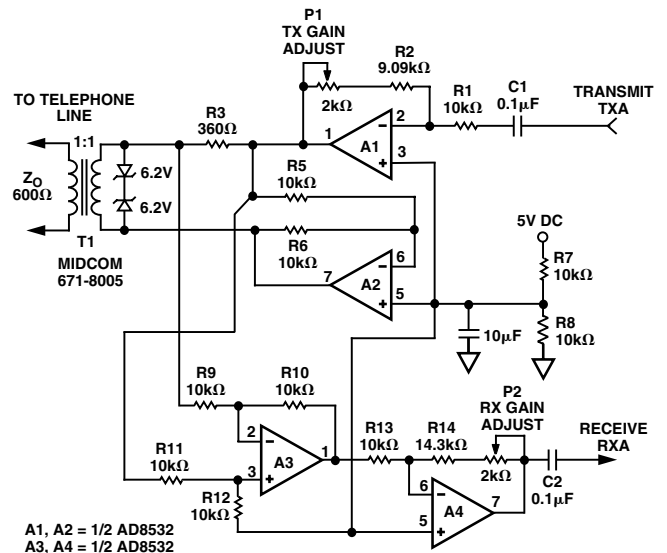 P1
TX GAIN
ADJUST
2kΩ
R2
9.09kΩ
R1
10kΩ
C1
0.1µF
TRANSMIT
TXA
TO TELEPHONE
LINE
1:1
R3
360Ω
1
A1
2
3
ZO
600Ω
6.2V
6.2V
T1
MIDCOM
671-8005
R5
10kΩ
R6
10kΩ
7
A2
6
5
5V DC
R7
10kΩ
R8
10kΩ
10µF
R9
10kΩ
R10
10kΩ
2
3
A3
1
R11
10kΩ
R12
10kΩ
R13
10kΩ
R14
14.3kΩ
P2
RX GAIN
ADJUST
2kΩ
RECEIVE
RXA
C2
0.1µF
6
5
A4
7
A1, A2 = 1/2 AD8532
A3, A4 = 1/2 AD8532